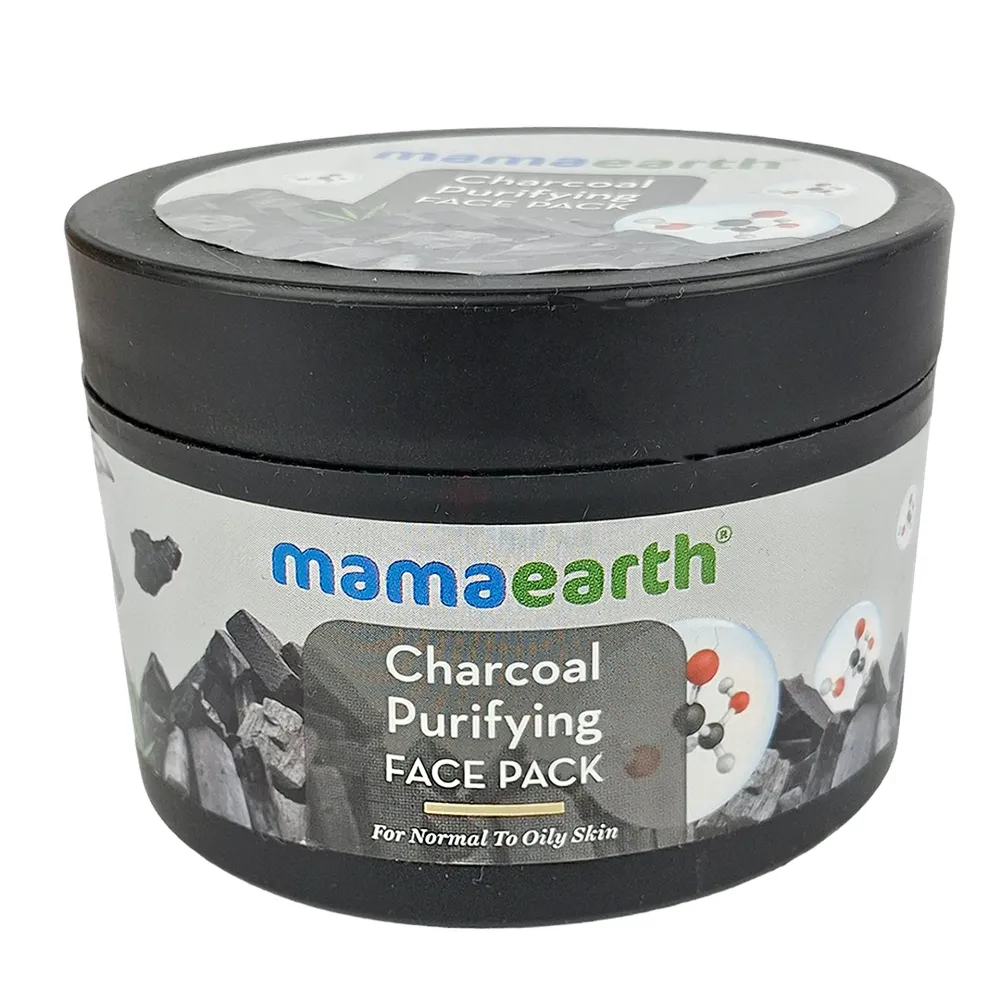 mamaearth
Charcoal
Purifying
FACE PACK
mamaearth®
Charcoal
Purifying
FACE PACK
For Normal To Oily Skin